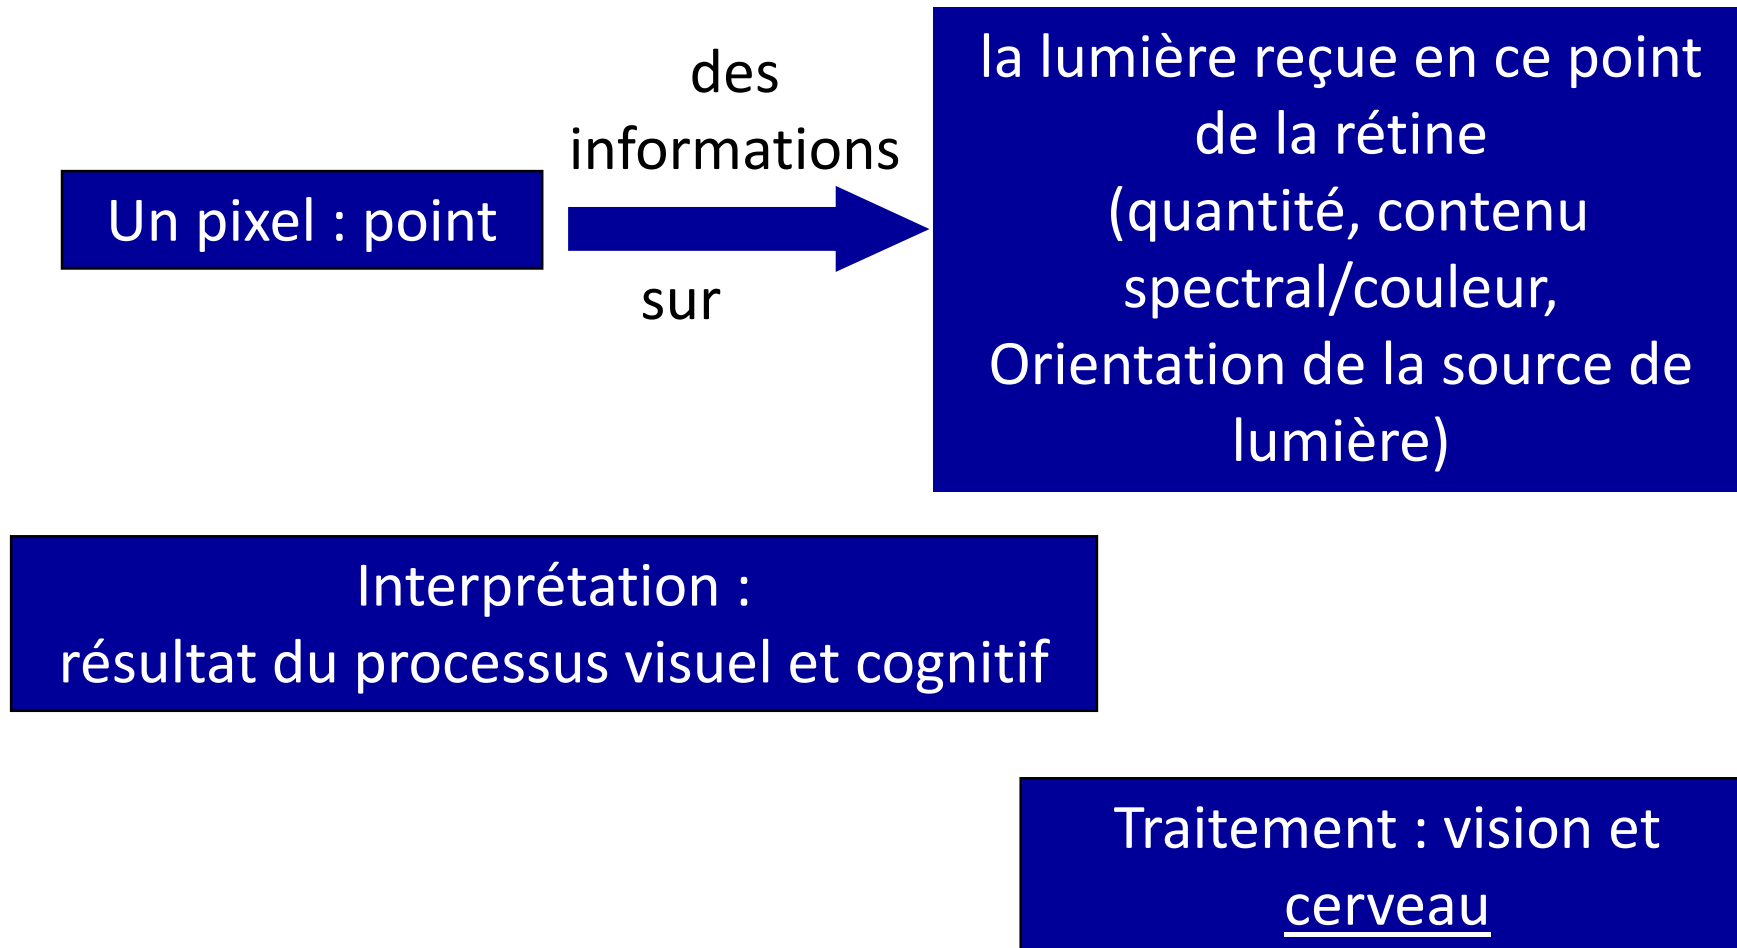 Un pixel : point
des
informations
sur
la lumière reçue en ce point
de la rétine
(quantité, contenu
spectral/couleur,
Orientation de la source de
lumière)
Interprétation :
résultat du processus visuel et cognitif
Traitement : vision et
cerveau